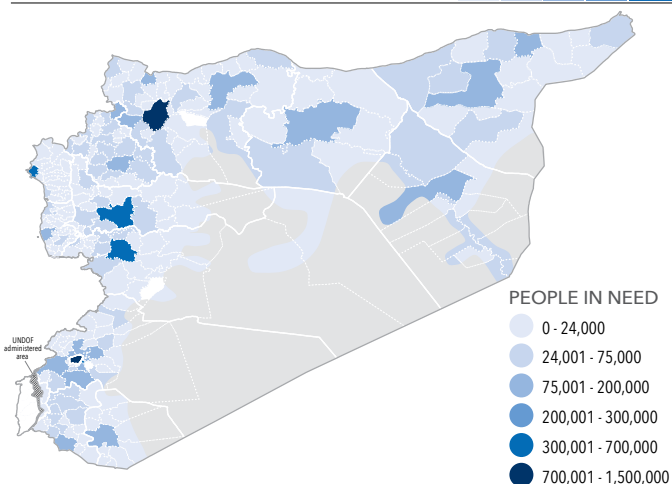 PEOPLE IN NEED
0 - 24,000
24,001 - 75,000
75,001 - 200,000
200,001 - 300,000
300,001 - 700,000
700,001 - 1,500,000
UNDOF
administered
area